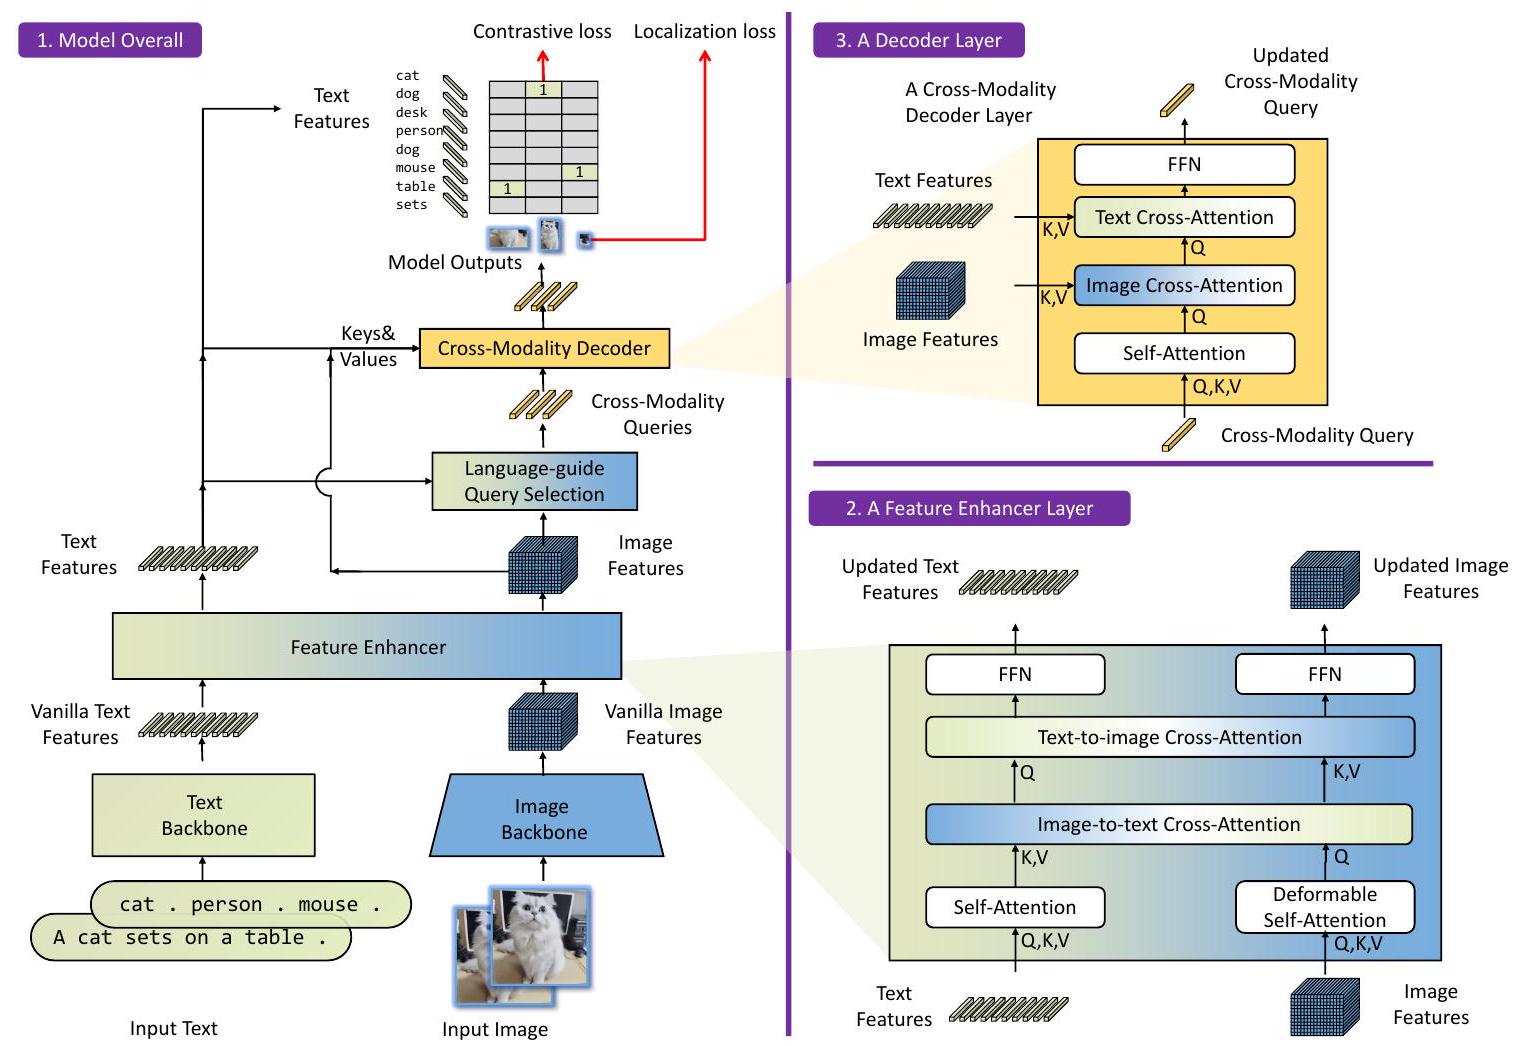 1. Model Overall
Contrastive loss
Localization loss
Text
Features
cat
dog
desk
person
dog
mouse
table
sets
1
1
1
Model Outputs
Keys&
Values
Cross-Modality Decoder
Cross-Modality
Queries
Language-guide
Query Selection
Text
Features
Image
Features
Feature Enhancer
Vanilla Text
Features
Vanilla Image
Features
Text
Backbone
Image
Backbone
cat . person . mouse .
A cat sets on a table .
Input Text
Input Image
3. A Decoder Layer
A Cross-Modality
Decoder Layer
Updated
Cross-Modality
Query
FFN
Text Features
Text Cross-Attention
K,V
Q
Image Cross-Attention
K,V
Q
Image Features
Self-Attention
Q,K,V
Cross-Modality Query
2. A Feature Enhancer Layer
Updated Text
Features
Updated Image
Features
FFN
FFN
Text-to-image Cross-Attention
Q
K,V
Image-to-text Cross-Attention
K,V
Q
Self-Attention
Deformable
Self-Attention
Q,K,V
Q,K,V
Text
Features
Image
Features